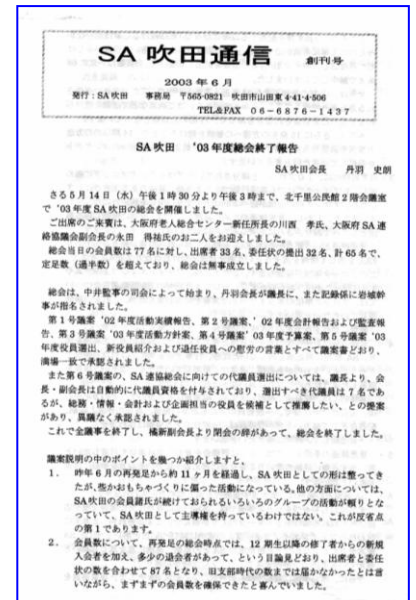 SA 吹田通信 創刊号
2003 年 6 月
発行:SA吹田 事務局 〒565-0821 吹田市山田東 4-41-4-506
TEL&FAX 06-6876-1437
SA 吹田 '03 年度総会終了報告
SA吹田会長 丹羽 史朗
さる5月14日(水)午後1時30分より午後3時まで、北千里公民館2階会議室
で '03 年度 SA 吹田の総会を開催しました。
ご出席のご来賓は、大阪府老人総合センター新任所長の川西 孝氏、大阪府 SA 連
絡協議会副会長の永田 得祐氏のお二人をお迎えしました。
総会当日の会員数は 77 名に対し、出席者 33 名、委任状の提出 32 名、計 65 名で、
定足数(過半数)を超えており、総会は無事成立しました。
総会は、中井監事の司会によって始まり、丹羽会長が議長に、また記録係に岩城幹
事が指名されました。
第1号議案 '02 年度活動実績報告、第2号議案、'02 年度会計報告および監査報
告、第3号議案 '03 年度活動方針案、第4号議案 '03 年度予算案、第5号議案 '03
年度役員選出、新役員紹介および退任役員への慰労の言葉とすべて議案書どおり、
満場一致で承認されました。
また第6号議案の、SA 連協総会に向けての代議員選出については、議長より、会
長・副会長は自動的に代議員資格を付与されており、選出すべき代議員は 7 名であ
るが、総務・情報・会計および企画担当の役員を候補として推薦したい、との提案
があり、異議なく承認されました。
これで全議事を終了し、橘新副会長より閉会の辞があって、総会を終了しました。
議案説明の中のポイントを幾つか紹介しますと、
1. 昨年 6 月の再発足から約 11 ヶ月を経過し、SA 吹田としての形は整ってき
たが、些かおもちゃづくりに偏った活動になっている。他の方面については、
SA吹田の会員諸氏が続けておられるいろいろのグループの活動が頼りとな
っていて、SA 吹田として主導権を持っているわけではない。これが反省点
の第1であります。
2. 会員数について、再発足の総会時点では、12 期生以降の修了者からの新規
入会者を加え、多少の退会者があって、という目論見どおり、出席者と委任
状の数を合わせて 87 名となり、旧支部時代の数までは届かなかったとは言
いながら、まずまずの会員数を確保できたと喜んでいました。